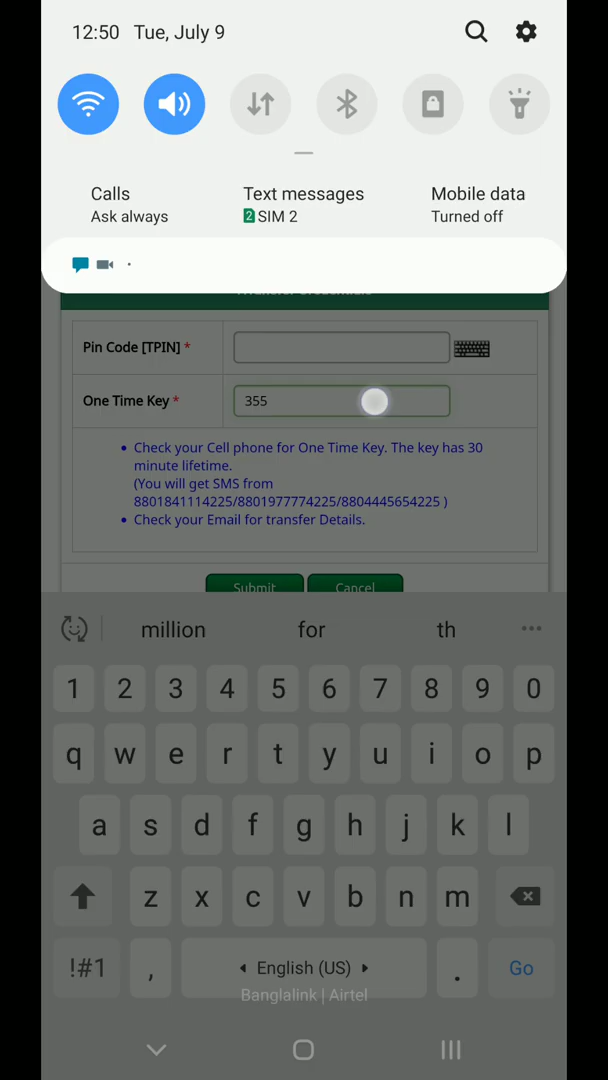 12:50 Tue, July 9
Calls Text messages Mobile data
Ask always 2 SIM 2 Turned off
Pin Code [TPIN] *
One Time Key * 355
• Check your Cell phone for One Time Key. The key has 30
minute lifetime.
(You will get SMS from
8801841114225/8801977774225/8804445654225 )
• Check your Email for transfer Details.
Submit Cancel
million for th
1 2 3 4 5 6 7 8 9 0
q w e r t y u i o p
a s d f g h j k l
z x c v b n m
!#1 , English (US) . Go
Banglalink | Airtel